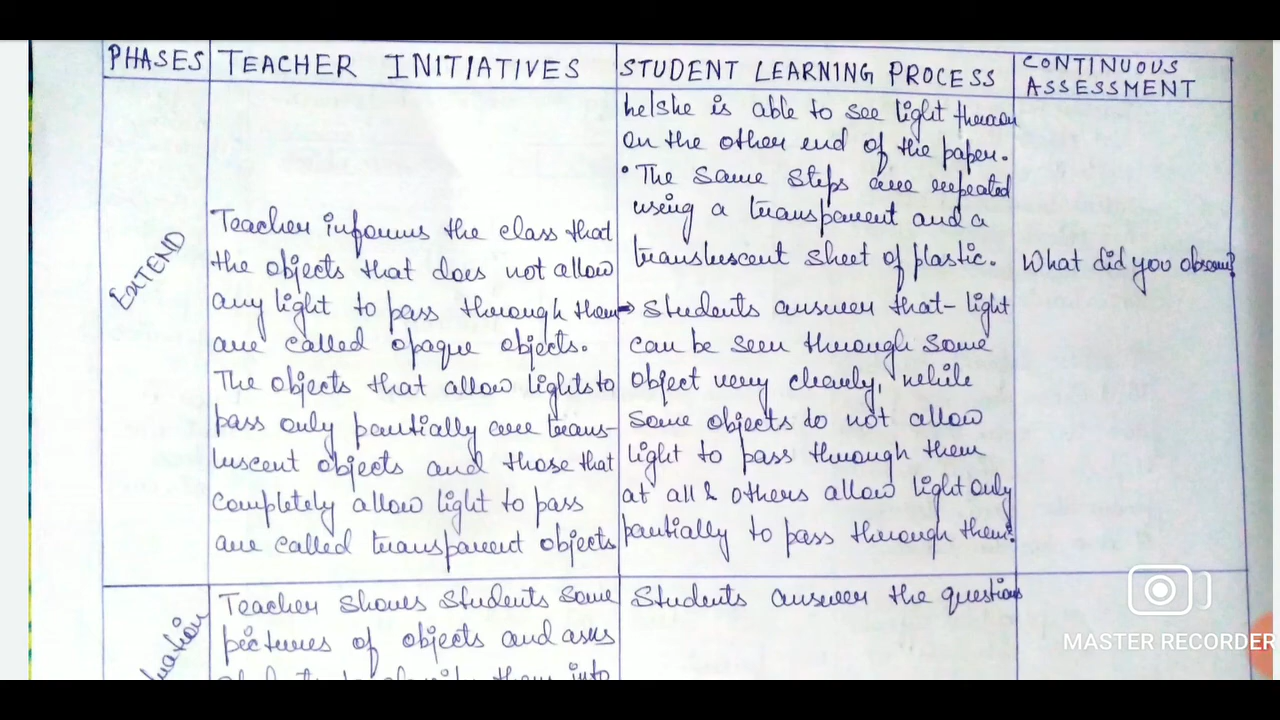 PHASES
TEACHER INITIATIVES
STUDENT LEARNING PROCESS
CONTINUOUS
ASSESSMENT
EXTEND
Teacher informs the class that
the objects that does not allow
any light to pass through them
are called opaque objects.
The objects that allow lights to
pass only partially are trans-
luscent objects and those that
completely allow light to pass
are called transparent objects
he/she is able to see light
on the other end of the paper.
• The same steps are repeated
using a transparent and a
transluscent sheet of plastic.
→ Students answer that - light
can be seen through some
object very clearly, while
some objects do not allow
light to pass through them
at all & others allow light only
partially to pass through them.
What did you observe?
Teacher shows students some
pictures of objects and asks
them into
Students answer the questions
MASTER RECORDER